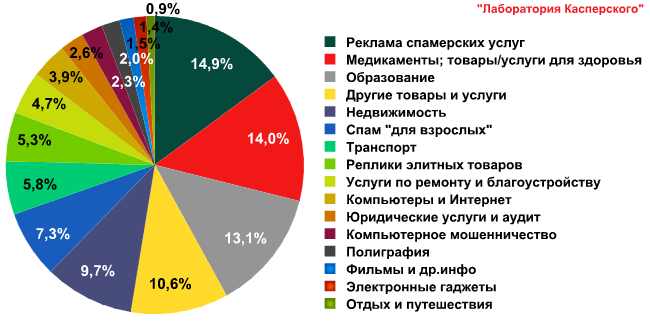 "Лаборатория Касперского"
0,9%
1,4%
1,5%
2,0%
2,3%
2,6%
3,9%
4,7%
5,3%
5,8%
7,3%
9,7%
10,6%
13,1%
14,0%
14,9%
Реклама спамерских услуг
Медикаменты; товары/услуги для здоровья
Образование
Другие товары и услуги
Недвижимость
Спам "для взрослых"
Транспорт
Реплики элитных товаров
Услуги по ремонту и благоустройству
Компьютеры и Интернет
Юридические услуги и аудит
Компьютерное мошенничество
Полиграфия
Фильмы и др.инфо
Электронные гаджеты
Отдых и путешествия